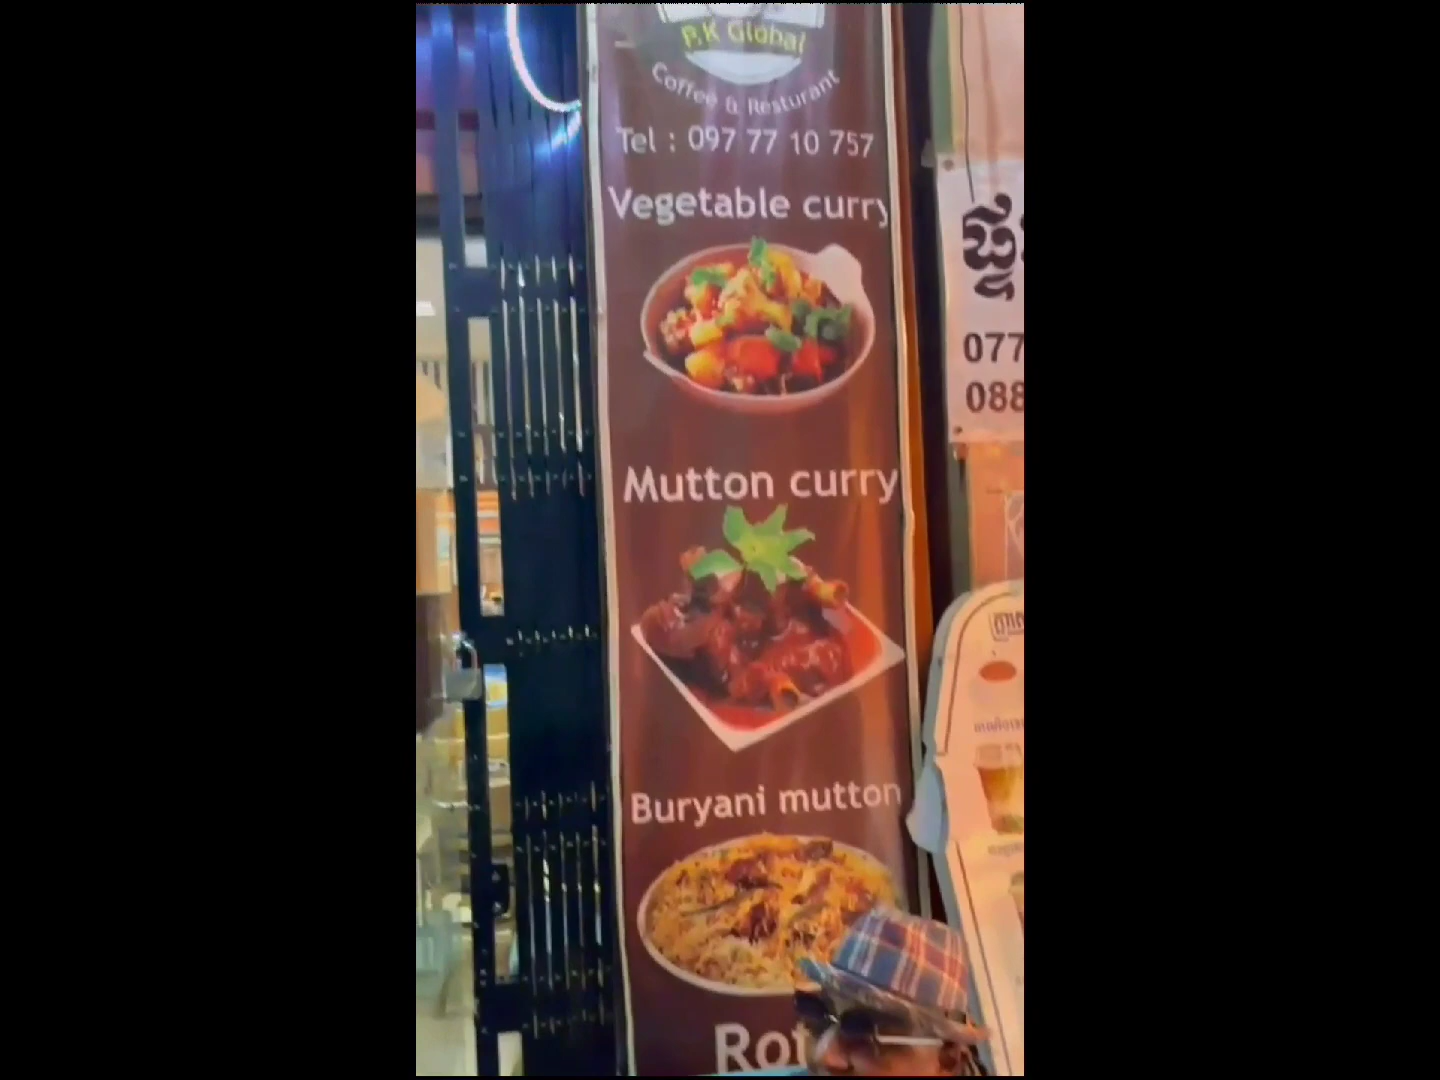 P.K Global
Coffee & Resturant
Tel : 097 77 10 757
Vegetable curry
Mutton curry
Buryani mutton
077
088